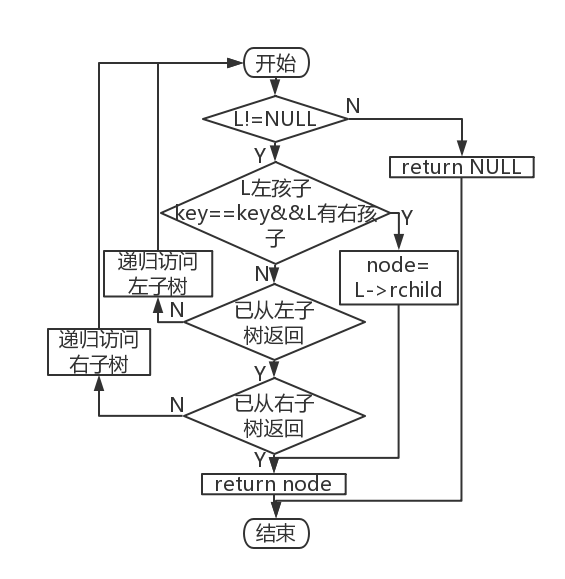 开始
L!=NULL
N
Y
return NULL
L左孩子
key==key&&L有右孩
子
Y
N
递归访问
左子树
node=
L->rchild
已从左子
树返回
N
Y
递归访问
右子树
已从右子
树返回
N
Y
return node
结束